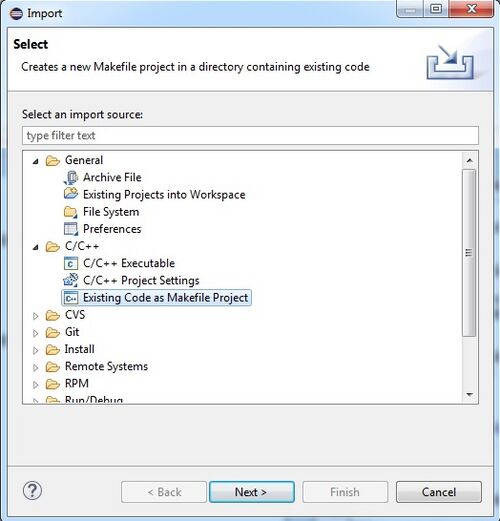 Import
Select
Creates a new Makefile project in a directory containing existing code
Select an import source:
type filter text
General
Archive File
Existing Projects into Workspace
File System
Preferences
C/C++
C/C++ Executable
C/C++ Project Settings
Existing Code as Makefile Project
CVS
Git
Install
Remote Systems
RPM
Run/Debug
< Back
Next >
Finish
Cancel